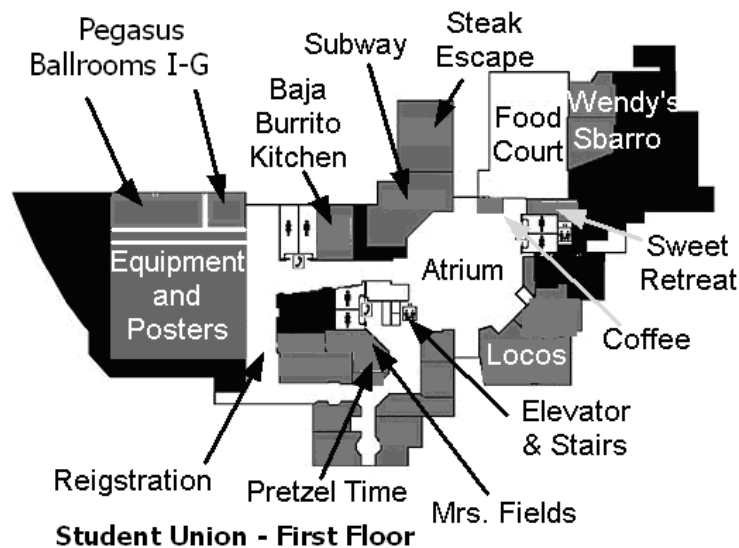 Pegasus
Ballrooms I-G
Subway
Steak
Escape
Baja
Burrito
Kitchen
Food
Court
Wendy's
Sbarro
Equipment
and
Posters
Atrium
Sweet
Retreat
Coffee
Locos
Elevator
& Stairs
Reigstration
Pretzel Time
Mrs. Fields
Student Union - First Floor